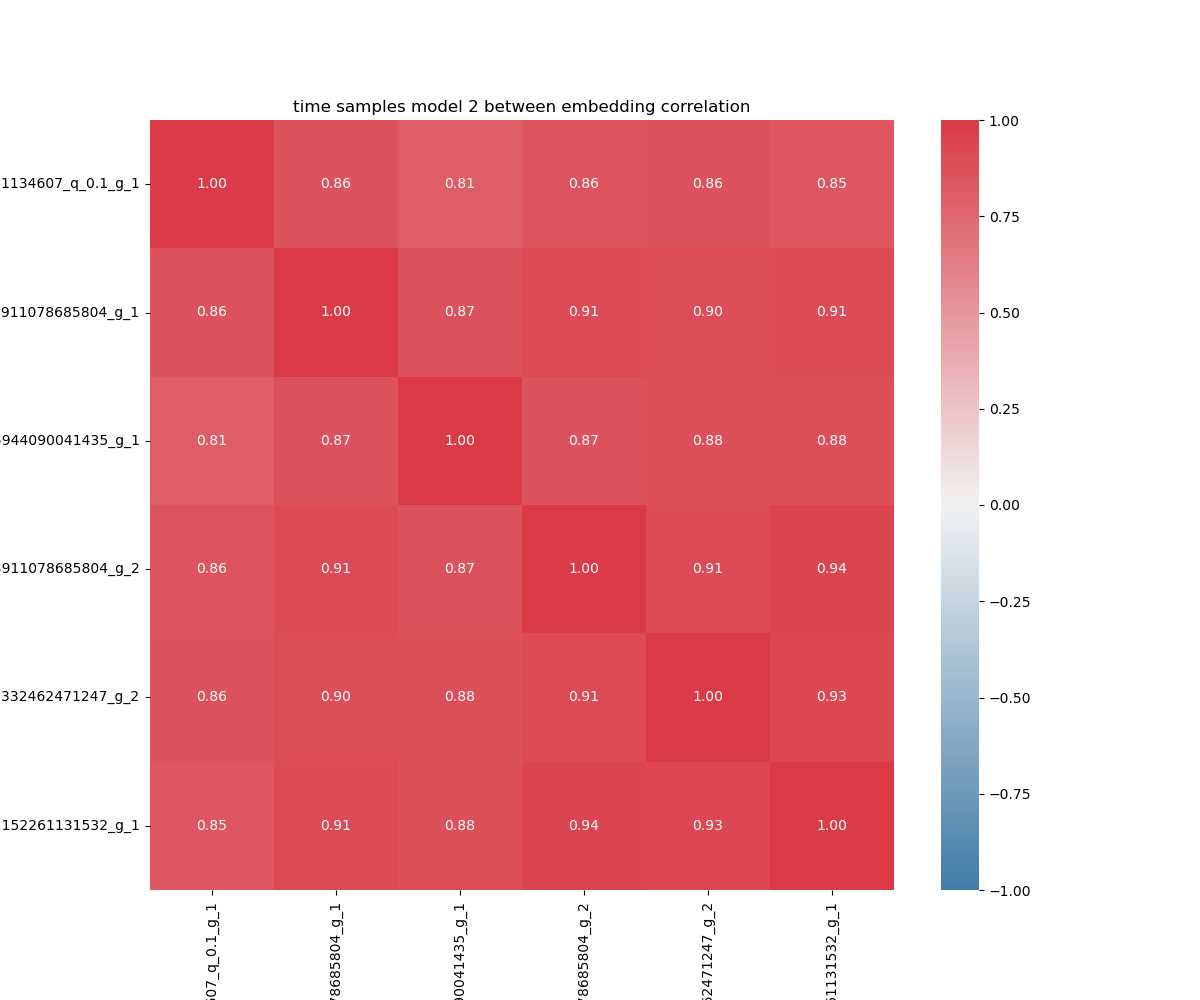 time samples model 2 between embedding correlation
1134607_q_0.1_g_1 1.00 0.86 0.81 0.86 0.86 0.85
911078685804_g_1 0.86 1.00 0.87 0.91 0.90 0.91
944090041435_g_1 0.81 0.87 1.00 0.87 0.88 0.88
911078685804_g_2 0.86 0.91 0.87 1.00 0.91 0.94
332462471247_g_2 0.86 0.90 0.88 0.91 1.00 0.93
152261131532_g_1 0.85 0.91 0.88 0.94 0.93 1.00
607_q_0.1_g_1
78685804_g_1
90041435_g_1
78685804_g_2
62471247_g_2
61131532_g_1
1.00
0.75
0.50
0.25
0.00
−0.25
−0.50
−0.75
−1.00